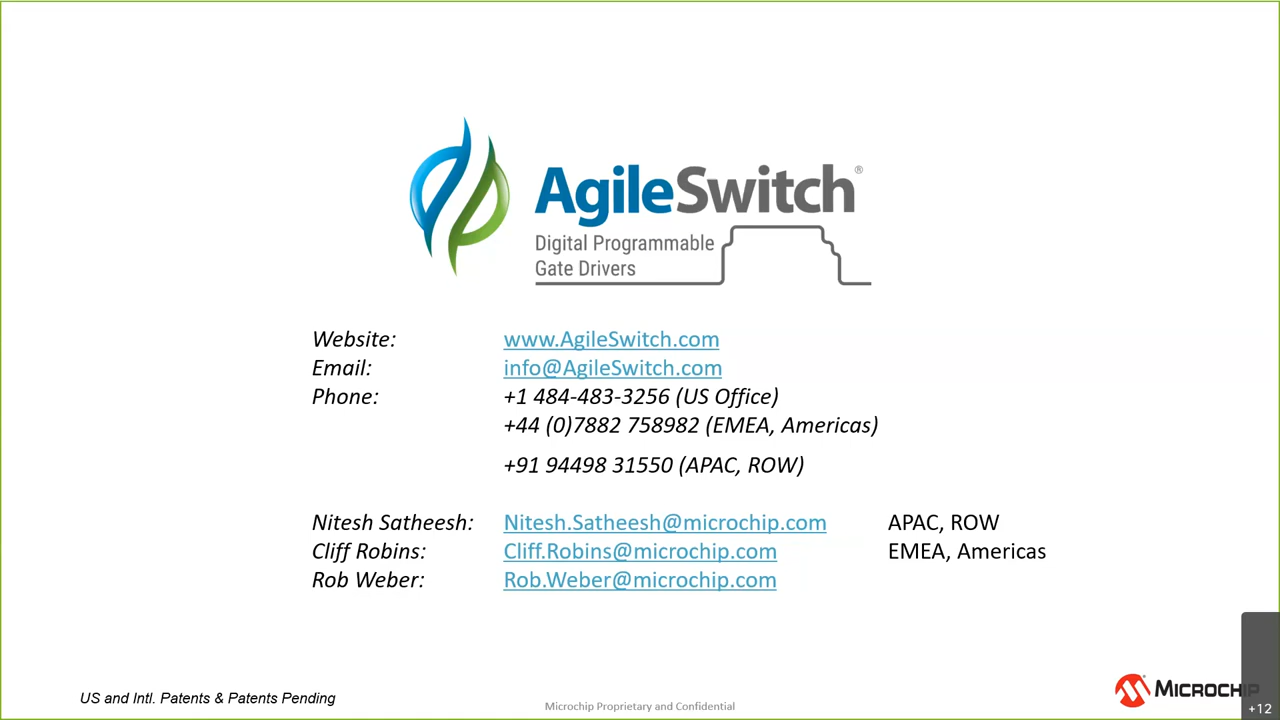 AgileSwitch®
Digital Programmable
Gate Drivers
Website: www.AgileSwitch.com
Email: info@AgileSwitch.com
Phone: +1 484-483-3256 (US Office)
+44 (0)7882 758982 (EMEA, Americas)
+91 94498 31550 (APAC, ROW)
Nitesh Satheesh: Nitesh.Satheesh@microchip.com APAC, ROW
Cliff Robins: Cliff.Robins@microchip.com EMEA, Americas
Rob Weber: Rob.Weber@microchip.com
US and Intl. Patents & Patents Pending
Microchip Proprietary and Confidential
MICROCHIP
+12